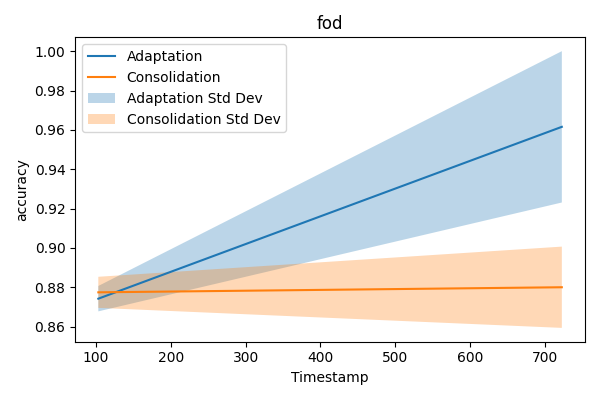 fod
Adaptation
Consolidation
Adaptation Std Dev
Consolidation Std Dev
accuracy
1.00
0.98
0.96
0.94
0.92
0.90
0.88
0.86
100 200 300 400 500 600 700
Timestamp